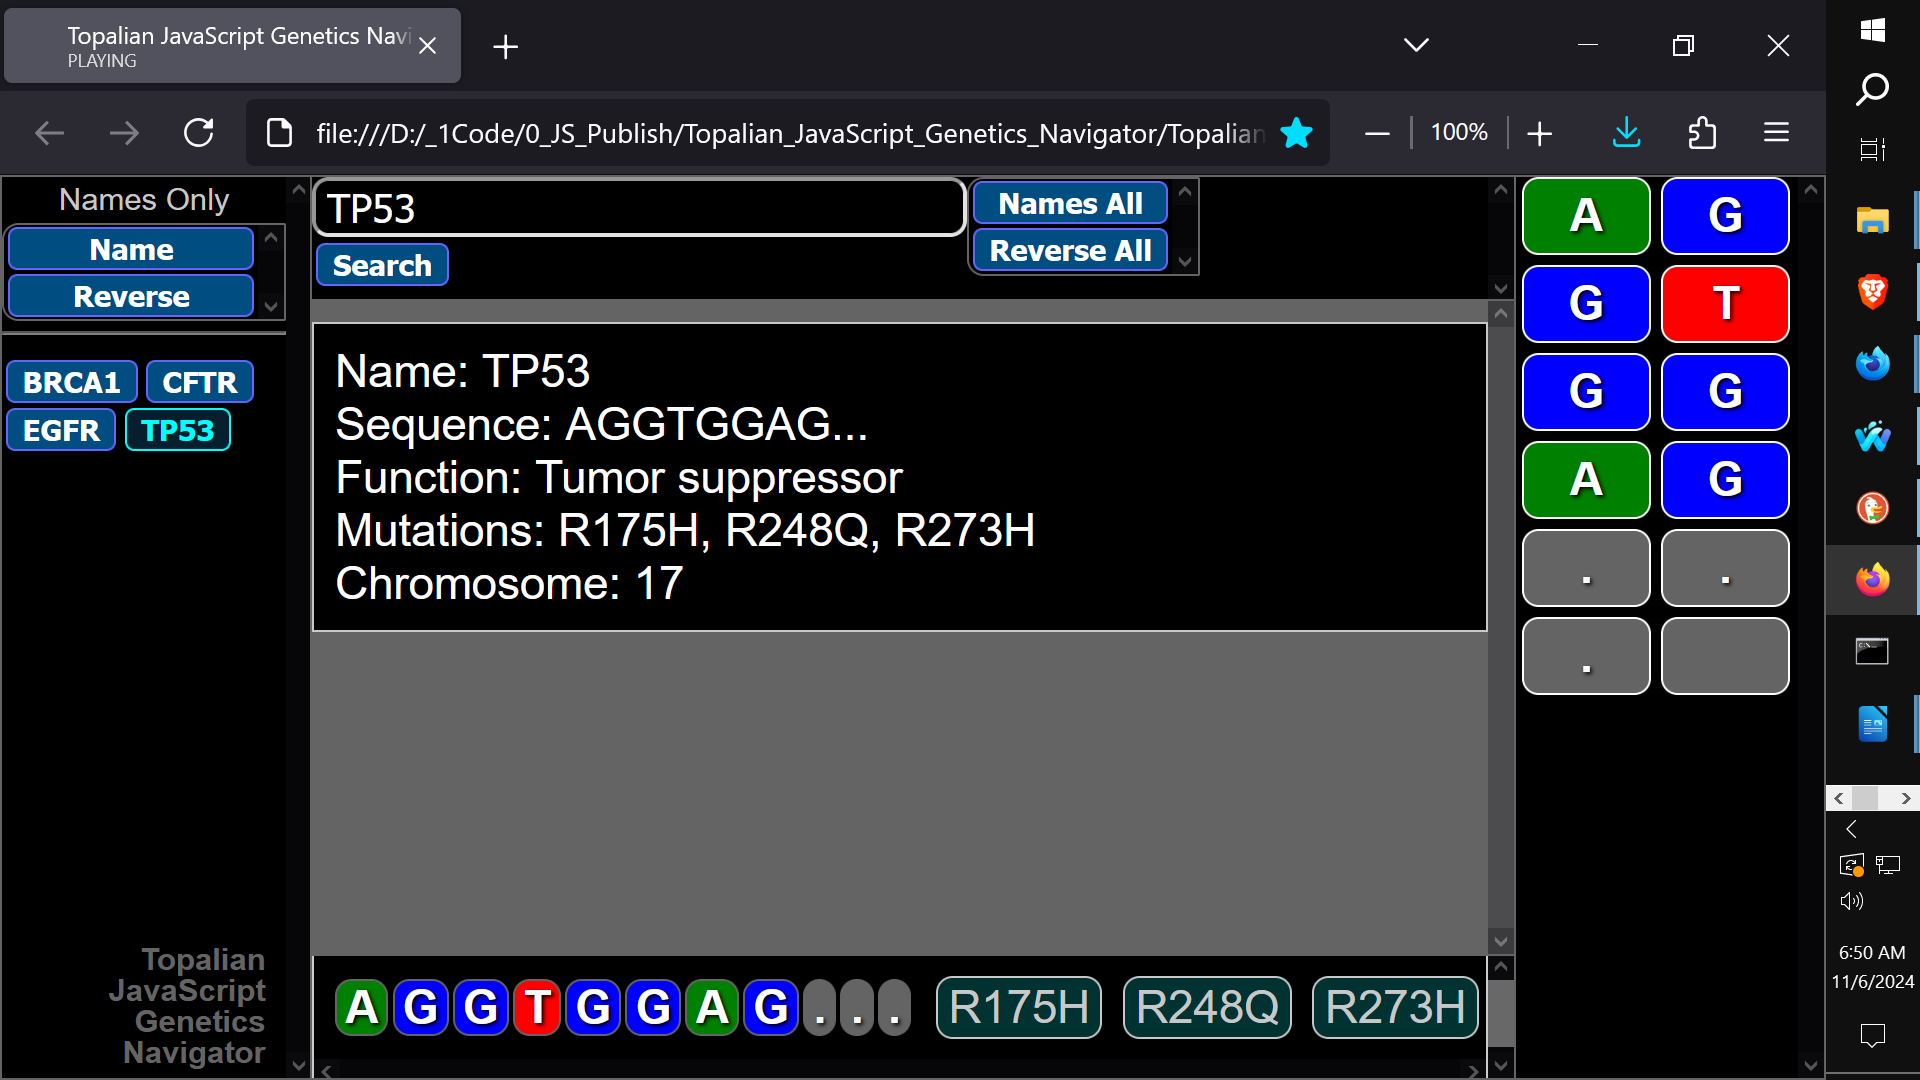 Topalian JavaScript Genetics Navi
PLAYING
file:///D:/_1Code/0_JS_Publish/Topalian_JavaScript_Genetics_Navigator/Topalian
100%
Names Only
Name
Reverse
BRCA1 CFTR
EGFR TP53
Topalian
JavaScript
Genetics
Navigator
TP53
Search
Names All
Reverse All
Name: TP53
Sequence: AGGTGGAG...
Function: Tumor suppressor
Mutations: R175H, R248Q, R273H
Chromosome: 17
A G G T G G A G . . . R175H R248Q R273H
A G
G T
G G
A G
. .
.
6:50 AM
11/6/2024